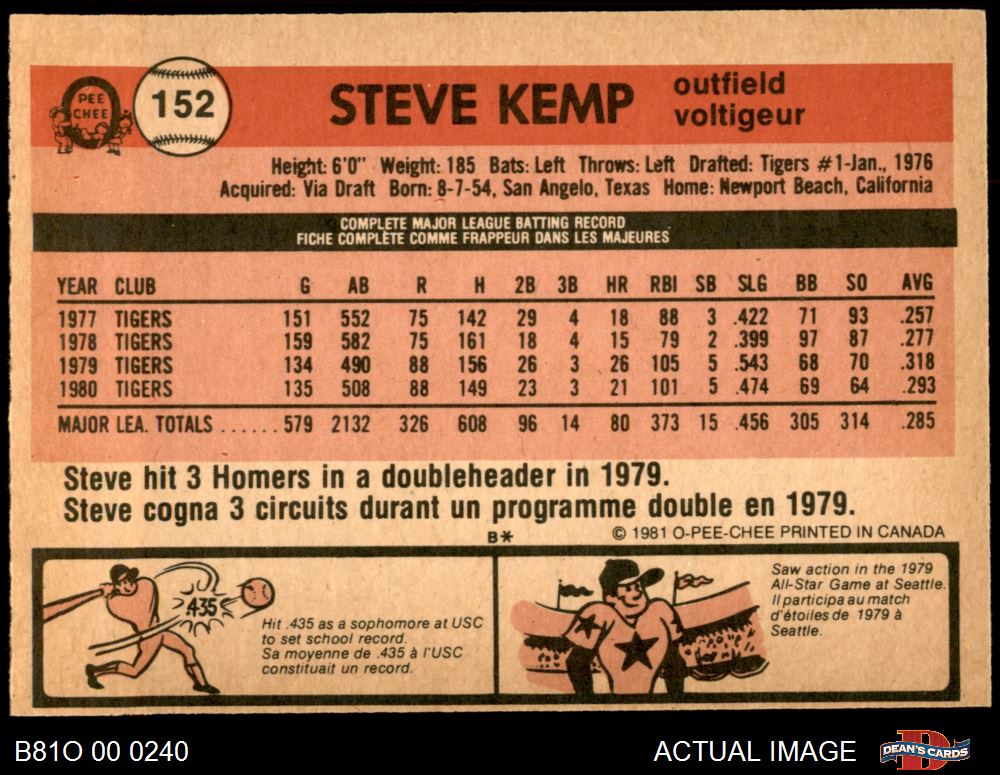 PEE
CHEE
152
STEVE KEMP
outfield
voltigeur
Height: 6'0" Weight: 185 Bats: Left Throws: Left Drafted: Tigers #1-Jan., 1976
Acquired: Via Draft Born: 8-7-54, San Angelo, Texas Home: Newport Beach, California
COMPLETE MAJOR LEAGUE BATTING RECORD
FICHE COMPLÈTE COMME FRAPPEUR DANS LES MAJEURES
YEAR CLUB G AB R H 2B 3B HR RBI SB SLG BB SO AVG
1977 TIGERS 151 552 75 142 29 4 18 88 3 .422 71 93 .257
1978 TIGERS 159 582 75 161 18 4 15 79 2 .399 97 87 .277
1979 TIGERS 134 490 88 156 26 3 26 105 5 .543 68 70 .318
1980 TIGERS 135 508 88 149 23 3 21 101 5 .474 69 64 .293
MAJOR LEA. TOTALS ...... 579 2132 326 608 96 14 80 373 15 .456 305 314 .285
Steve hit 3 Homers in a doubleheader in 1979.
Steve cogna 3 circuits durant un programme double en 1979.
B* © 1981 O-PEE-CHEE PRINTED IN CANADA
.435
Hit .435 as a sophomore at USC
to set school record.
Sa moyenne de .435 à l'USC
constituait un record.
Saw action in the 1979
All-Star Game at Seattle.
Il participa au match
d'étoiles de 1979 à
Seattle.
B81O 00 0240
ACTUAL IMAGE
D
DEAN'S CARDS